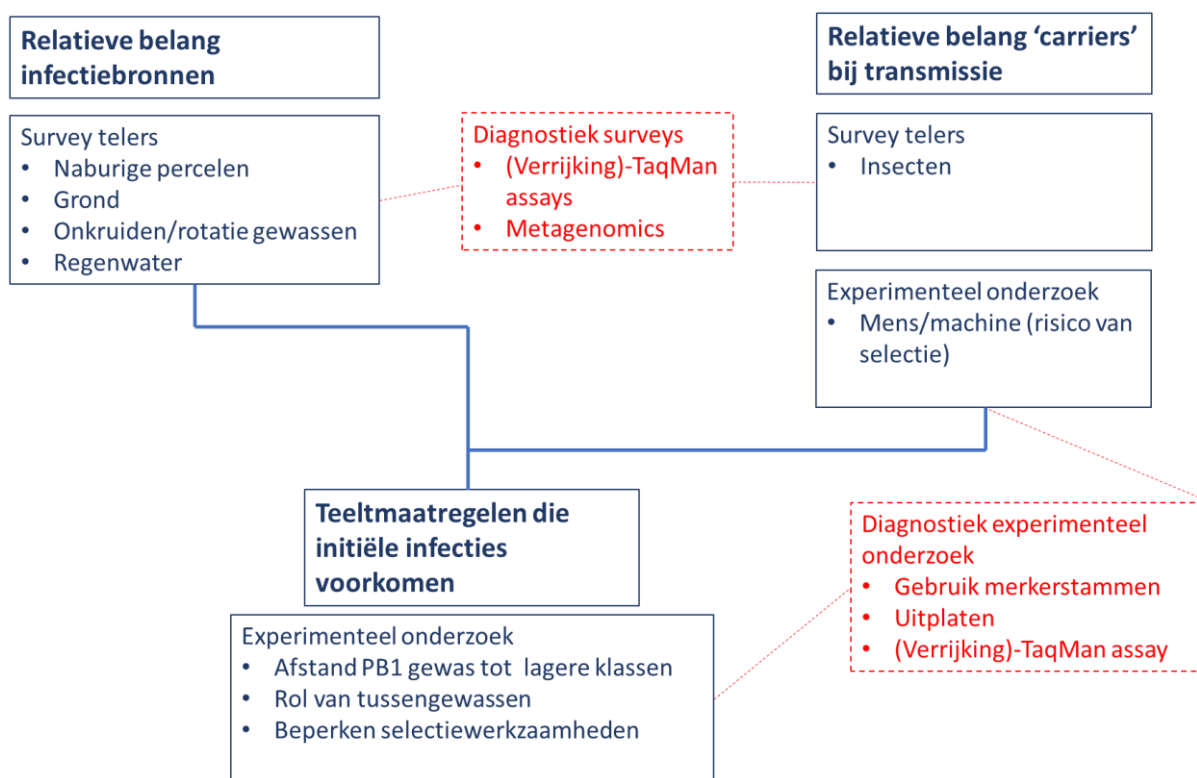 Relatieve belang
infectiebronnen
Survey telers
• Naburige percelen
• Grond
• Onkruiden/rotatie gewassen
• Regenwater
Diagnostiek surveys
• (Verrijking)-TaqMan
assays
• Metagenomics
Relatieve belang ‘carriers’
bij transmissie
Survey telers
• Insecten
Experimenteel onderzoek
• Mens/machine (risico van
selectie)
Teeltmaatregelen die
initiële infecties
voorkomen
Experimenteel onderzoek
• Afstand PB1 gewas tot lagere klassen
• Rol van tussengewassen
• Beperken selectiewerkzaamheden
Diagnostiek experimenteel
onderzoek
• Gebruik merkerstammen
• Uitplaten
• (Verrijking)-TaqMan assay